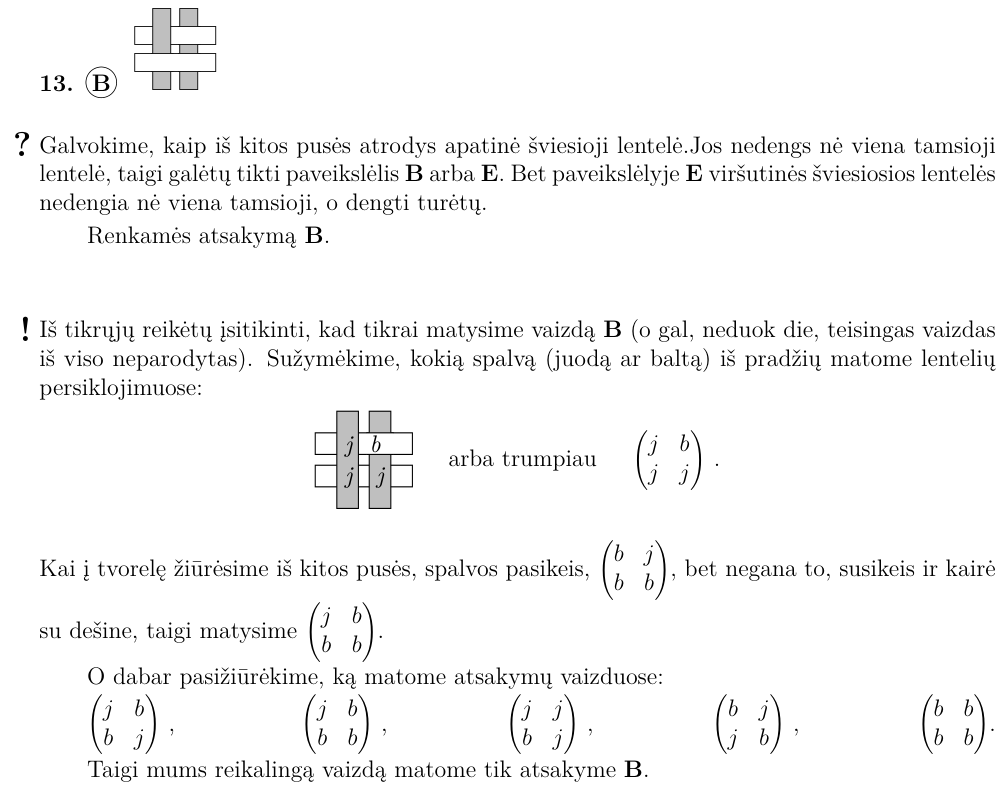 13. B
? Galvokime, kaip iš kitos pusės atrodys apatinė šviesioji lentelė.Jos nedengs nė viena tamsioji
lentelė, taigi galėtų tikti paveikslėlis B arba E. Bet paveikslėlyje E viršutinės šviesiosios lentelės
nedengia nė viena tamsioji, o dengti turėtų.
Renkamės atsakymą B.
! Iš tikrųjų reikėtų įsitikinti, kad tikrai matysime vaizdą B (o gal, neduok die, teisingas vaizdas
iš viso neparodytas). Sužymėkime, kokią spalvą (juodą ar baltą) iš pradžių matome lentelių
persiklojimuose:
j b
j j
arba trumpiau
(j b
j j) .
Kai į tvorelę žiūrėsime iš kitos pusės, spalvos pasikeis, (b j
b b), bet negana to, susikeis ir kairė
su dešine, taigi matysime (j b
b b).
O dabar pasižiūrėkime, ką matome atsakymų vaizduose:
(j b
b j) ,
(j b
b b) ,
(j j
b j) ,
(b j
j b) ,
(b b
b b).
Taigi mums reikalingą vaizdą matome tik atsakyme B.